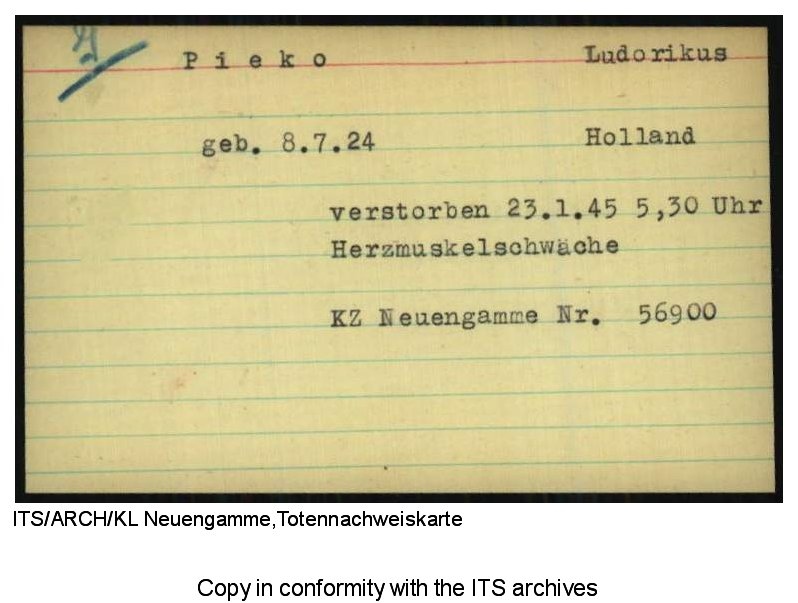 P i e k o Ludorikus
geb. 8.7.24 Holland
verstorben 23.1.45 5,30 Uhr
Herzmuskelschwäche
KZ Neuengamme Nr. 56900
ITS/ARCH/KL Neuengamme,Totennachweiskarte
Copy in conformity with the ITS archives